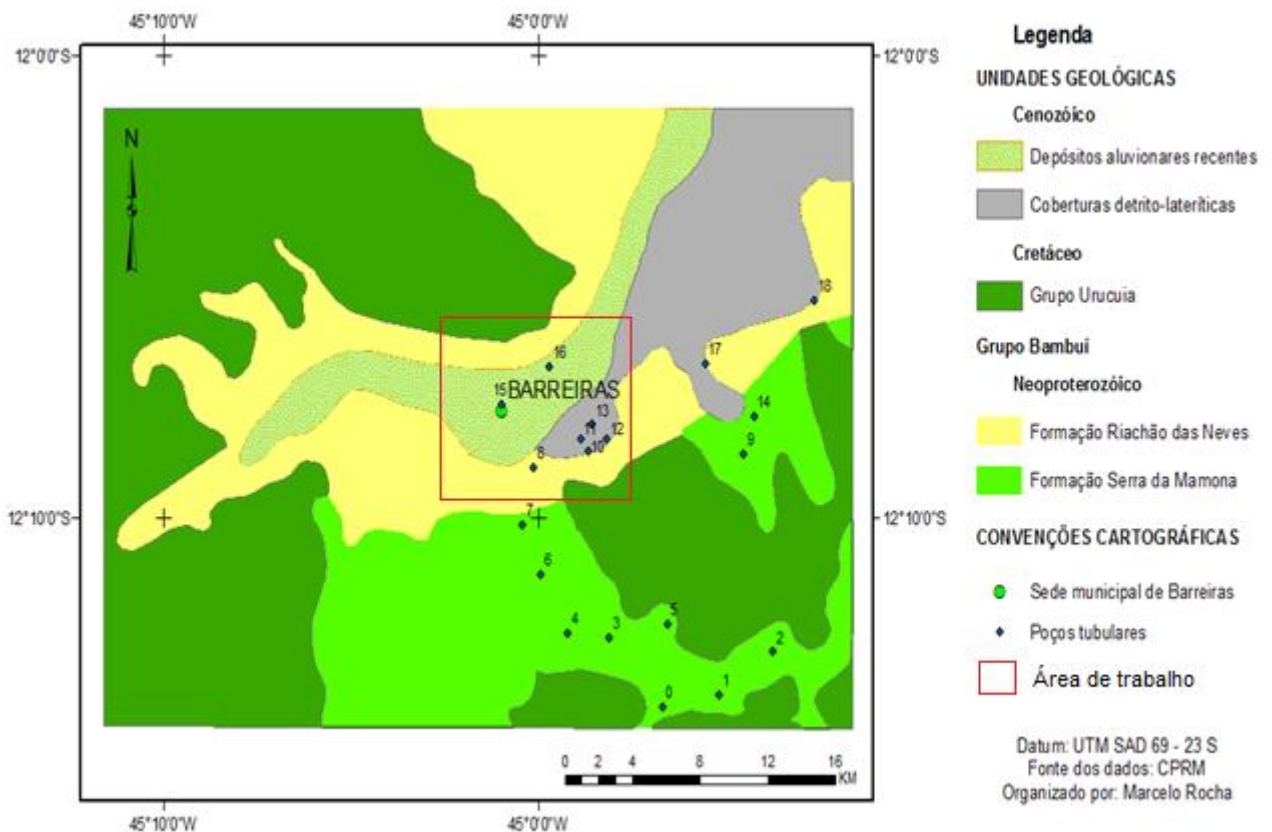 45°10'0"W
45°0'0"W
12°0'0"S
12°0'0"S
N
18
17
16
15
BARREIRAS
14
13
11
12
10
9
8
12°10'0"S
12°10'0"S
7
6
5
4
3
2
1
0
0 2 4 8 12 16
KM
45°10'0"W
45°0'0"W
Legenda
UNIDADES GEOLÓGICAS
Cenozóico
Depósitos aluvionares recentes
Coberturas detrito-lateríticas
Cretáceo
Grupo Urucuia
Grupo Bambuí
Neoproterozóico
Formação Riachão das Neves
Formação Serra da Mamona
CONVENÇÕES CARTOGRÁFICAS
Sede municipal de Barreiras
Poços tubulares
Área de trabalho
Datum: UTM SAD 69 - 23 S
Fonte dos dados: CPRM
Organizado por: Marcelo Rocha